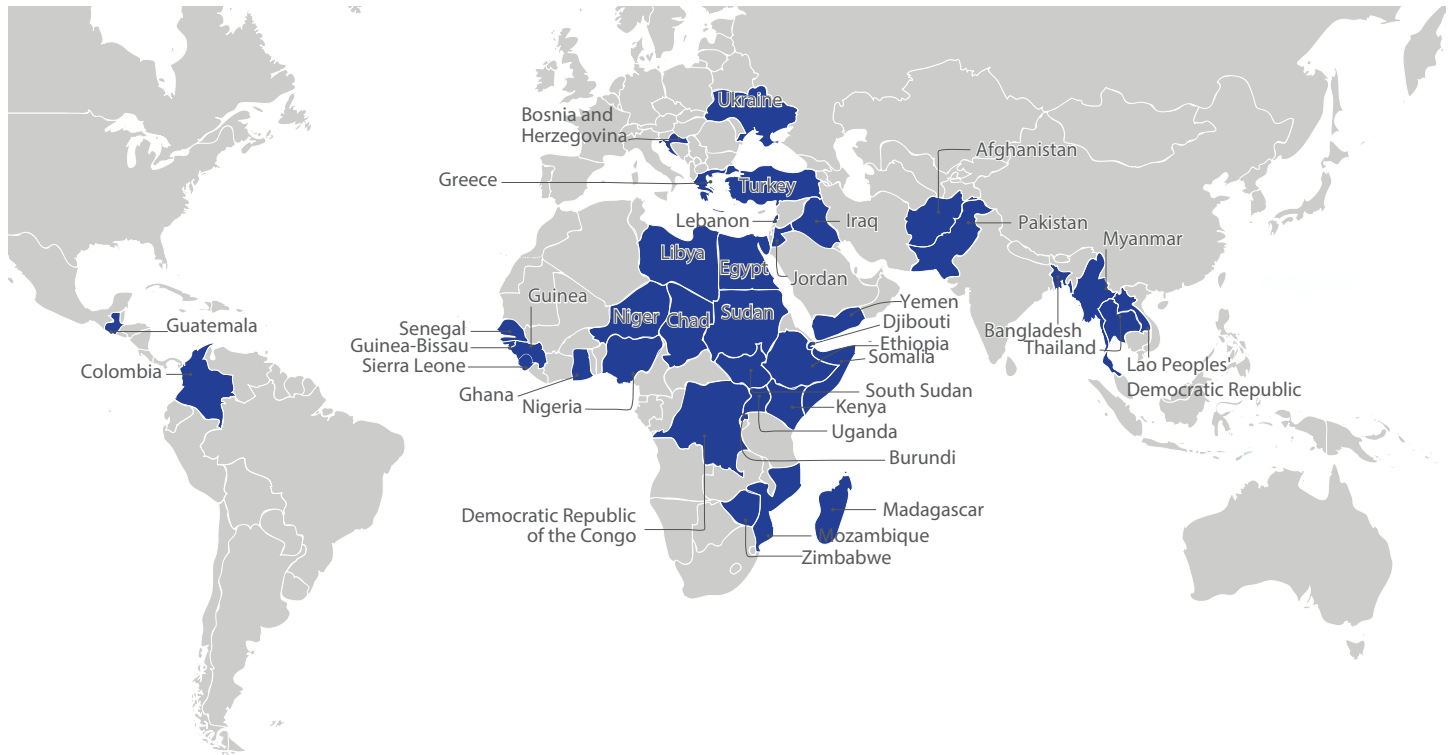 Ukraine
Bosnia and
Herzegovina
Afghanistan
Greece
Turkey
Lebanon
Iraq
Pakistan
Myanmar
Libya
Egypt
Jordan
Guinea
Yemen
Niger
Chad
Sudan
Djibouti
Guatemala
Senegal
Bangladesh
Guinea-Bissau
Ethiopia
Thailand
Sierra Leone
Somalia
Lao Peoples'
Democratic Republic
Colombia
Ghana
South Sudan
Nigeria
Kenya
Uganda
Burundi
Madagascar
Democratic Republic
of the Congo
Mozambique
Zimbabwe